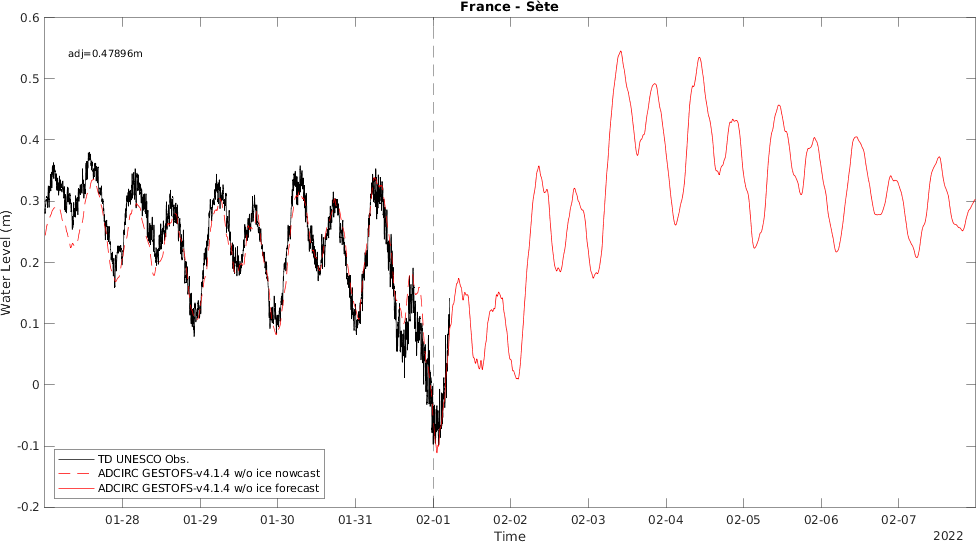 France - Sète
adj=0.47896m
0.6
0.5
0.4
0.3
0.2
0.1
0
-0.1
-0.2
Water Level (m)
TD UNESCO Obs.
ADCIRC GESTOFS-v4.1.4 w/o ice nowcast
ADCIRC GESTOFS-v4.1.4 w/o ice forecast
01-28 01-29 01-30 01-31 02-01 02-02 02-03 02-04 02-05 02-06 02-07
Time
2022